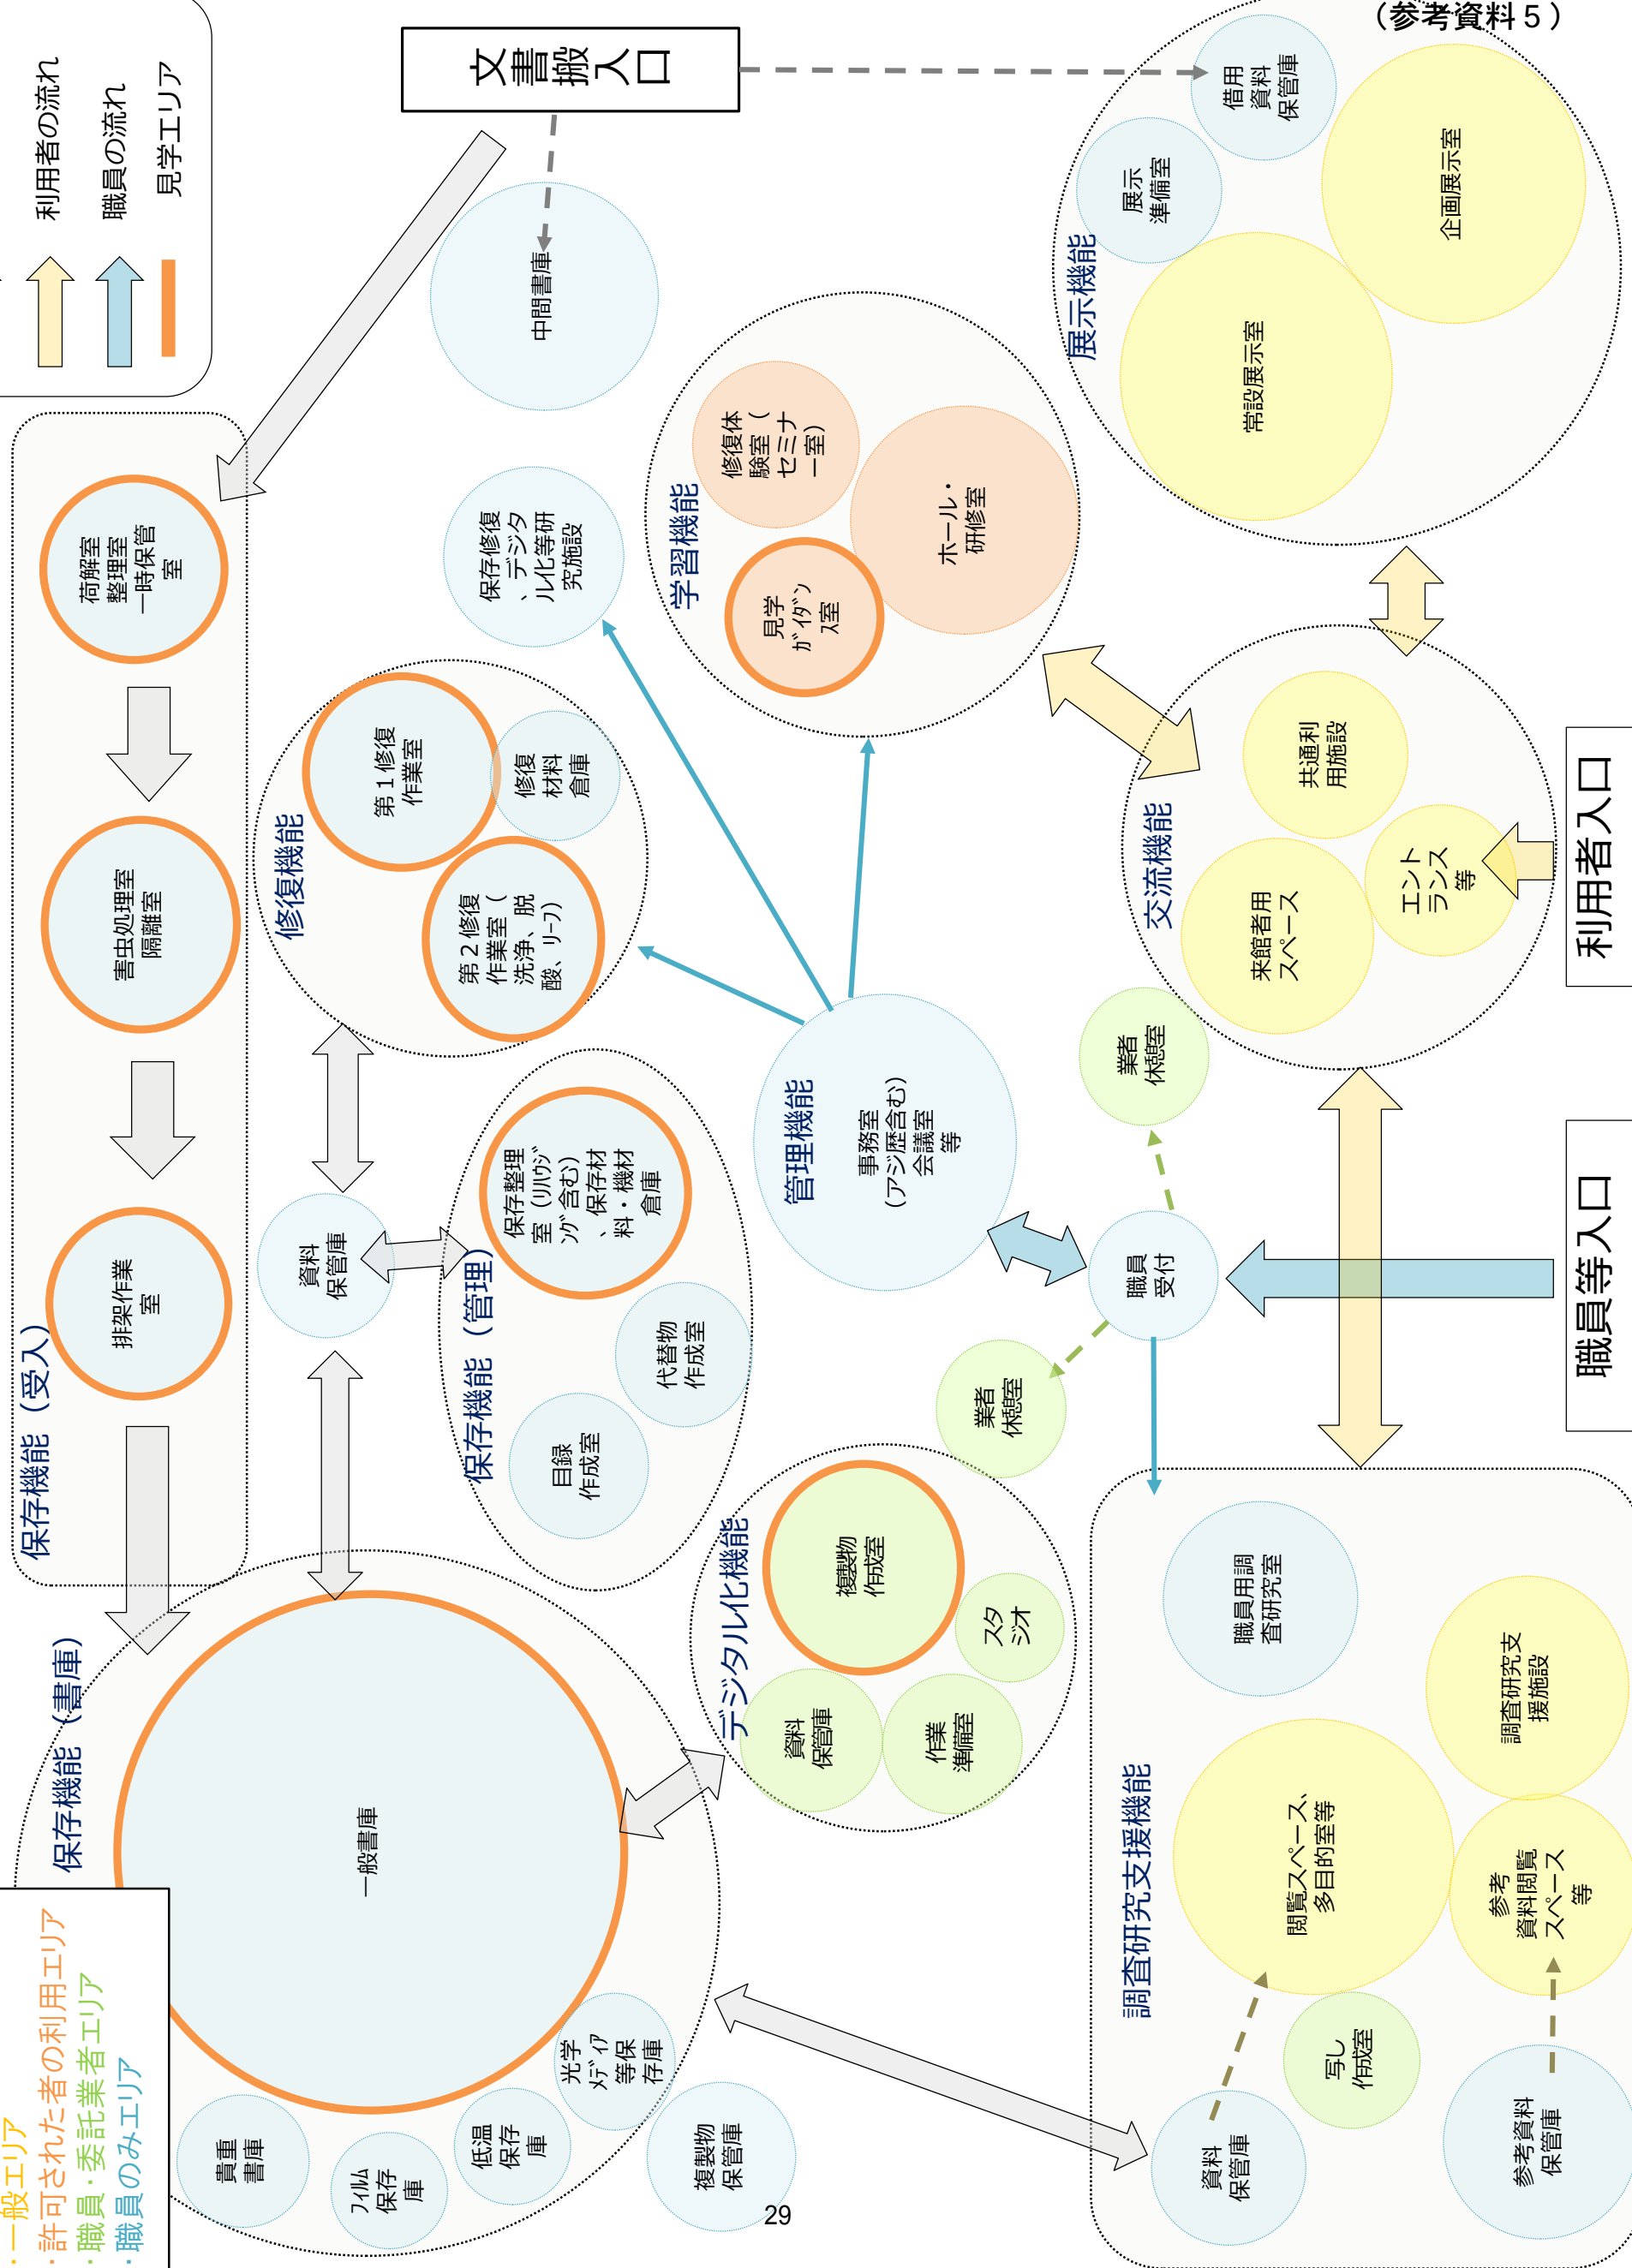 （参考資料５）
・一般エリア
・許可された者の利用エリア
・職員・委託業者エリア
・職員のみエリア
利用者の流れ
職員の流れ
見学エリア
保存機能（書庫）
一般書庫
貴重
書庫
ﾌｨﾙﾑ
保存
庫
低温
保存
庫
光学
ﾒﾃﾞｨｱ
等保
存庫
複製物
保管庫
保存機能（受入）
排架作業
室
害虫処理室
隔離室
荷解室
整理室
一時保管
室
資料
保管庫
修復機能
第１修復
作業室
第２修復
作業室（
洗浄、脱
酸、ﾘｰﾌ）
修復
材料
倉庫
保存機能（管理）
保存整理
室（ﾘﾊｳｼﾞ
ﾝｸﾞ含む）
、保存材
料・機材
倉庫
目録
作成室
代替物
作成室
保存修復
、デジタ
ル化等研
究施設
中間書庫
文書搬入口
デジタル化機能
複製物
作成室
資料
保管庫
作業
準備室
スタ
ジオ
管理機能
事務室
（アジ歴含む）
会議室
等
学習機能
見学
ｶﾞｲﾀﾞﾝ
ｽ室
修復体
験室（
セミナ
ー室）
ホール・
研修室
業者
休憩室
職員
受付
業者
休憩室
展示機能
常設展示室
展示
準備室
借用
資料
保管庫
企画展示室
交流機能
来館者用
スペース
共通利
用施設
エント
ランス
等
調査研究支援機能
職員用調
査研究室
閲覧スペース、
多目的室等
調査研究支
援施設
参考
資料閲覧
スペース
等
写し
作成室
資料
保管庫
参考資料
保管庫
職員等入口
利用者入口
29